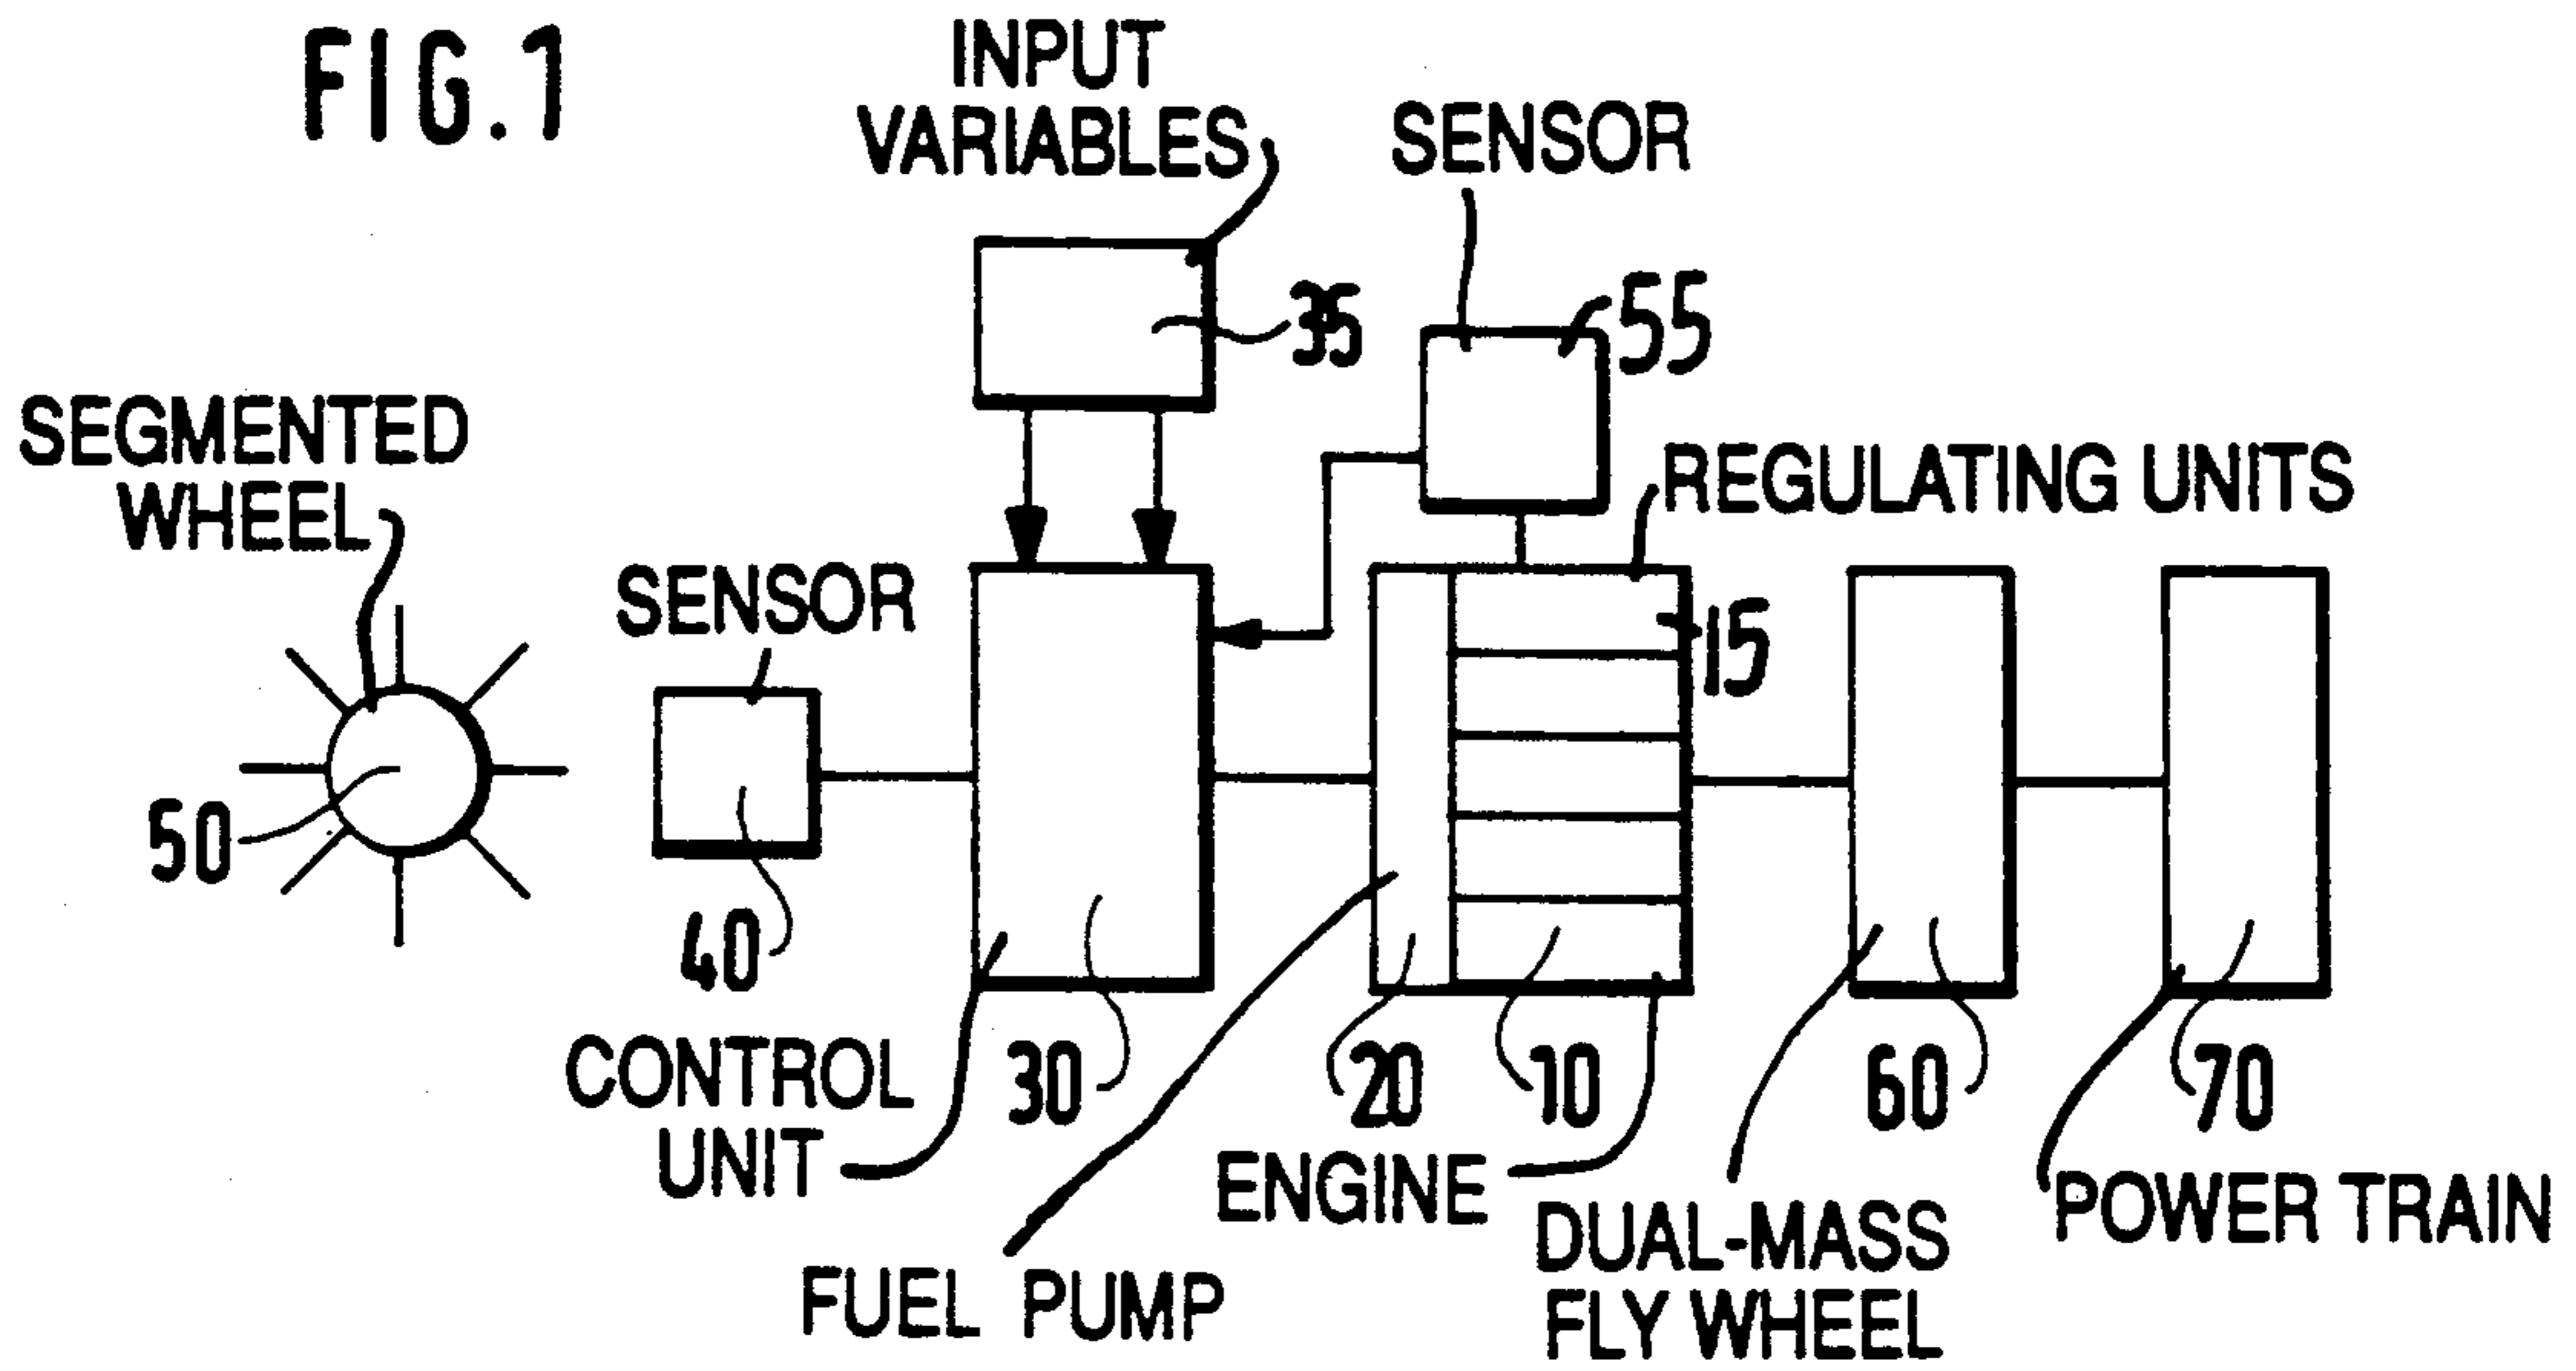 FIG.1
INPUT
VARIABLES
SENSOR
35
55
SEGMENTED
WHEEL
REGULATING UNITS
SENSOR
15
50
40
CONTROL
UNIT
30
20
10
60
70
ENGINE
FUEL PUMP
DUAL-MASS
FLY WHEEL
POWER TRAIN